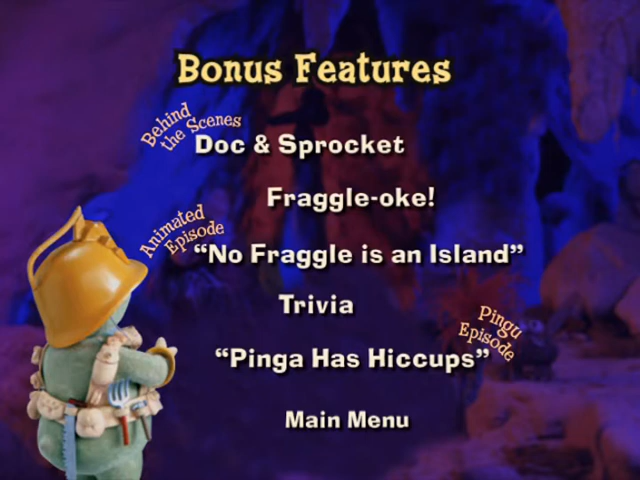 Bonus Features
Behind
the Scenes
Doc & Sprocket
Fraggle-oke!
Animated
Episode
“No Fraggle is an Island”
Trivia
Pingu
Episode
“Pinga Has Hiccups”
Main Menu